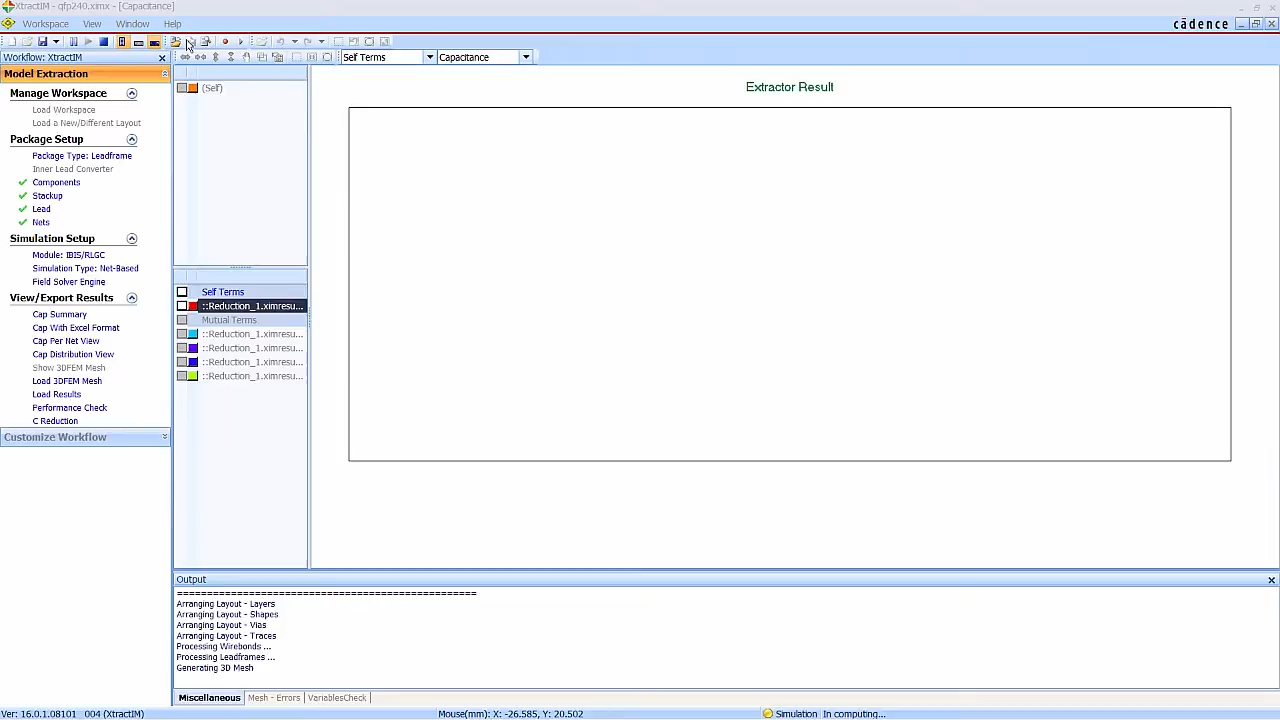 XtractIM - qfp240.ximx - [Capacitance]
Workspace View Window Help
cādence
Workflow: XtractIM
Self Terms
Capacitance
Model Extraction
Manage Workspace
Load Workspace
Load a New/Different Layout
Package Setup
Package Type: Leadframe
Inner Lead Converter
Components
Stackup
Lead
Nets
Simulation Setup
Module: IBIS/RLGC
Simulation Type: Net-Based
Field Solver Engine
View/Export Results
Cap Summary
Cap With Excel Format
Cap Per Net View
Cap Distribution View
Show 3DFEM Mesh
Load 3DFEM Mesh
Load Results
Performance Check
C Reduction
Customize Workflow
(Self)
Self Terms
::Reduction_1.ximresu...
Mutual Terms
::Reduction_1.ximresu...
::Reduction_1.ximresu...
::Reduction_1.ximresu...
::Reduction_1.ximresu...
Extractor Result
Output
==================================================
Arranging Layout - Layers
Arranging Layout - Shapes
Arranging Layout - Vias
Arranging Layout - Traces
Processing Wirebonds ...
Processing Leadframes ...
Generating 3D Mesh
Miscellaneous Mesh - Errors VariablesCheck
Ver: 16.0.1.08101 004 (XtractIM)
Mouse(mm): X: -26.585, Y: 20.502
Simulation In computing...